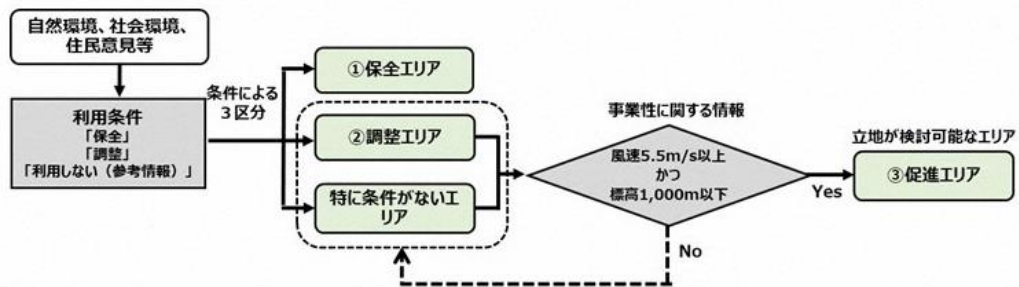 自然環境、社会環境、
住民意見等
利用条件
「保全」
「調整」
「利用しない（参考情報）」
条件による
３区分
①保全エリア
②調整エリア
特に条件がないエ
リア
事業性に関する情報
風速5.5m/s以上
かつ
標高1,000m以下
Yes
No
立地が検討可能なエリア
③促進エリア